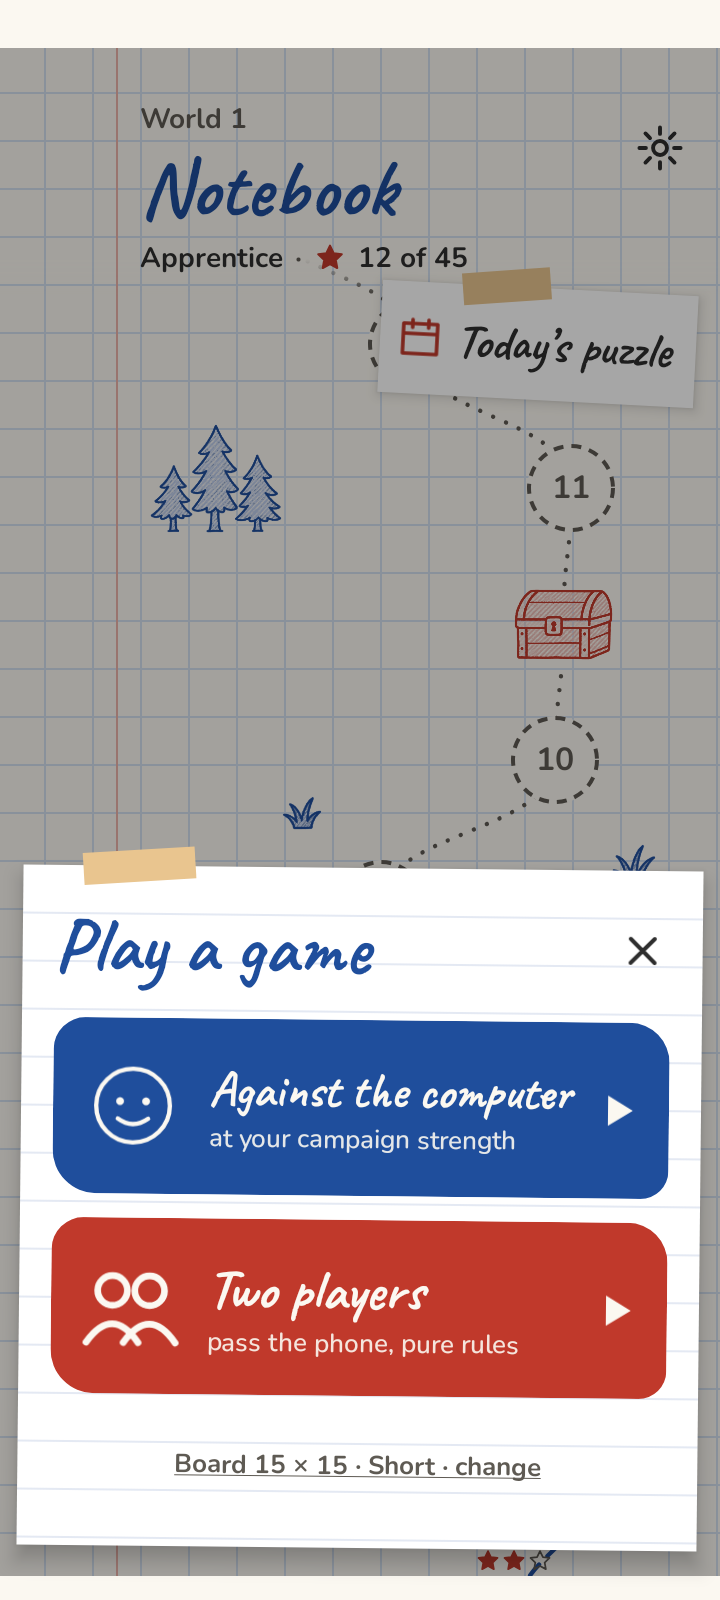 World 1
Notebook
Apprentice · ★ 12 of 45
Today's puzzle
11
10
Play a game
Against the computer
at your campaign strength
Two players
pass the phone, pure rules
Board 15 × 15 · Short · change